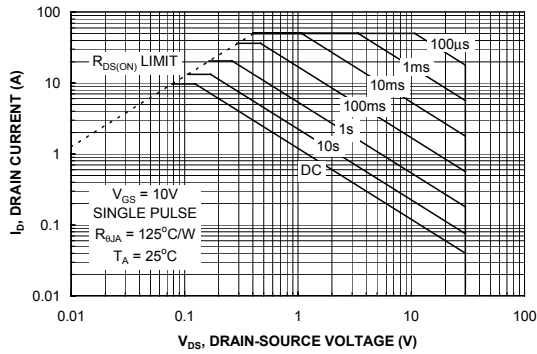 100
10
1
0.1
0.01
0.01
0.1
1
10
100
I_D, DRAIN CURRENT (A)
V_DS, DRAIN-SOURCE VOLTAGE (V)
R_DS(ON) LIMIT
100μs
1ms
10ms
100ms
1s
10s
DC
V_GS = 10V
SINGLE PULSE
R_θJA = 125°C/W
T_A = 25°C